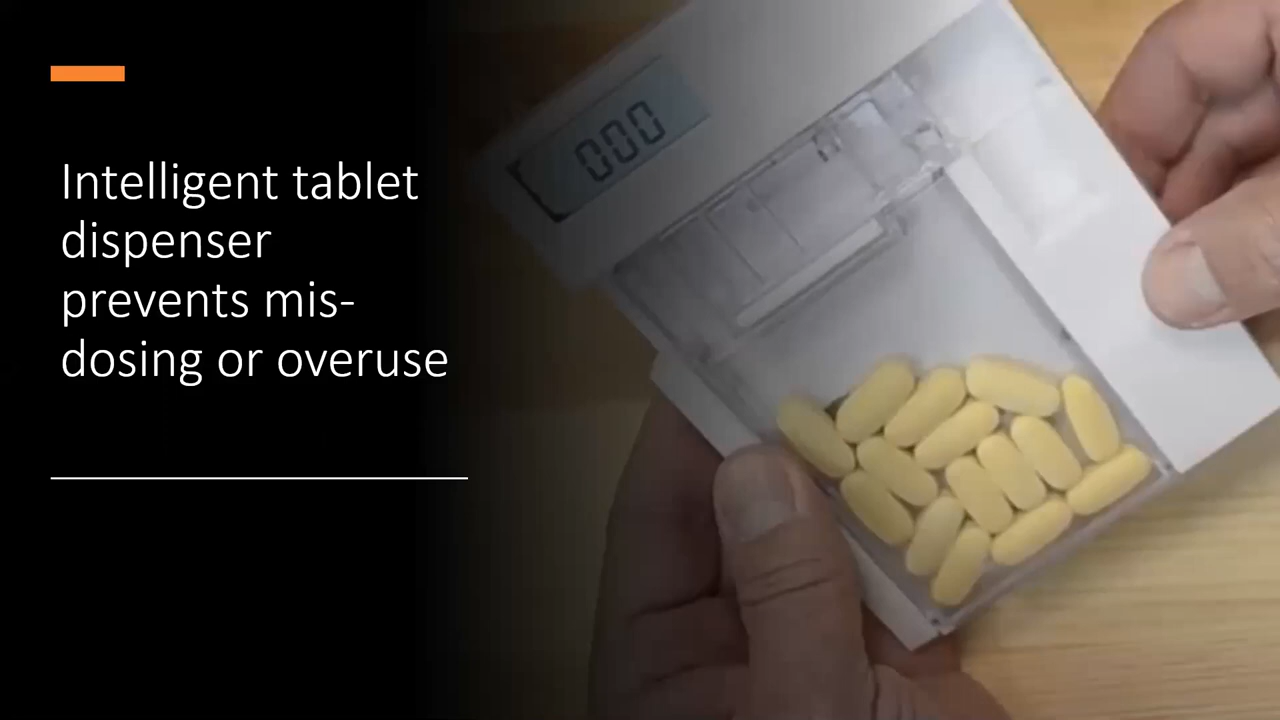 Intelligent tablet
dispenser
prevents mis-
dosing or overuse
000